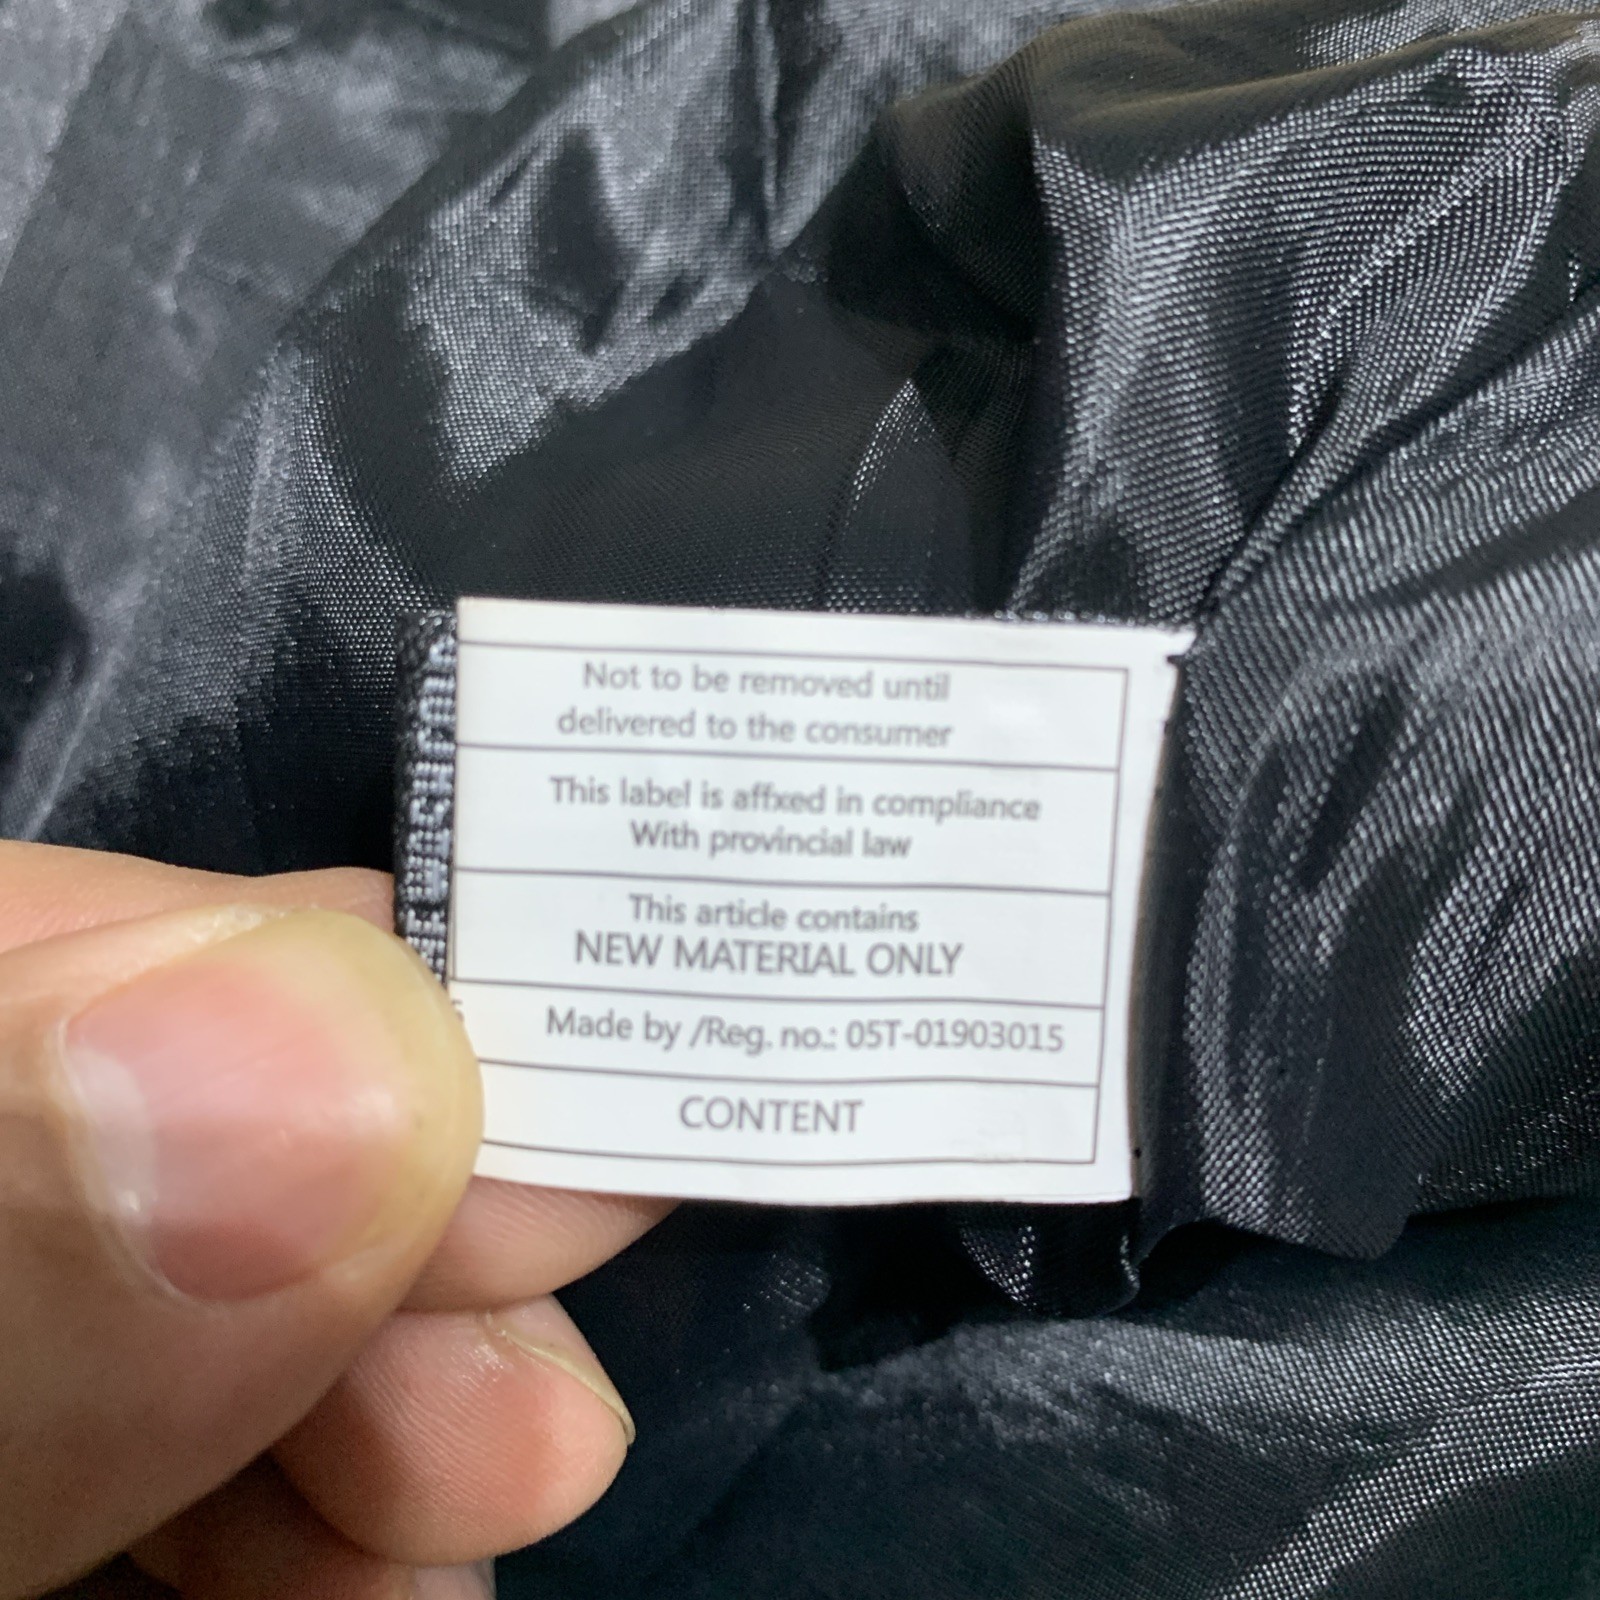 Not to be removed until
delivered to the consumer
This label is affxed in compliance
With provincial law
This article contains
NEW MATERIAL ONLY
Made by /Reg. no.: 05T-01903015
CONTENT